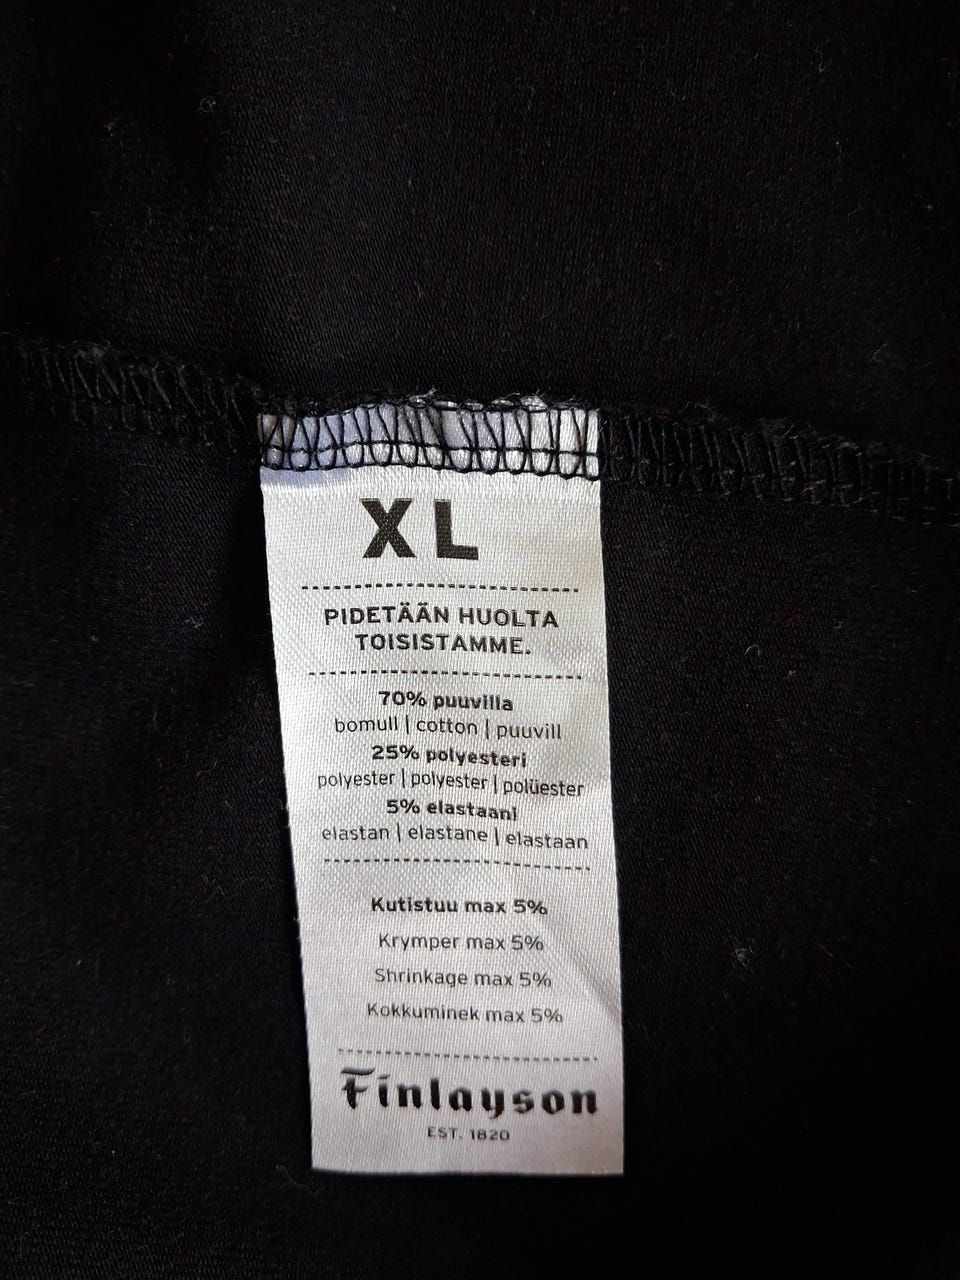 XL
PIDETÄÄN HUOLTA
TOISISTAMME.
70% puuvilla
bomull | cotton | puuvill
25% polyesteri
polyester | polyester | polüester
5% elastaani
elastan | elastane | elastaan
Kutistuu max 5%
Krymper max 5%
Shrinkage max 5%
Kokkuminek max 5%
Finlayson
EST. 1820